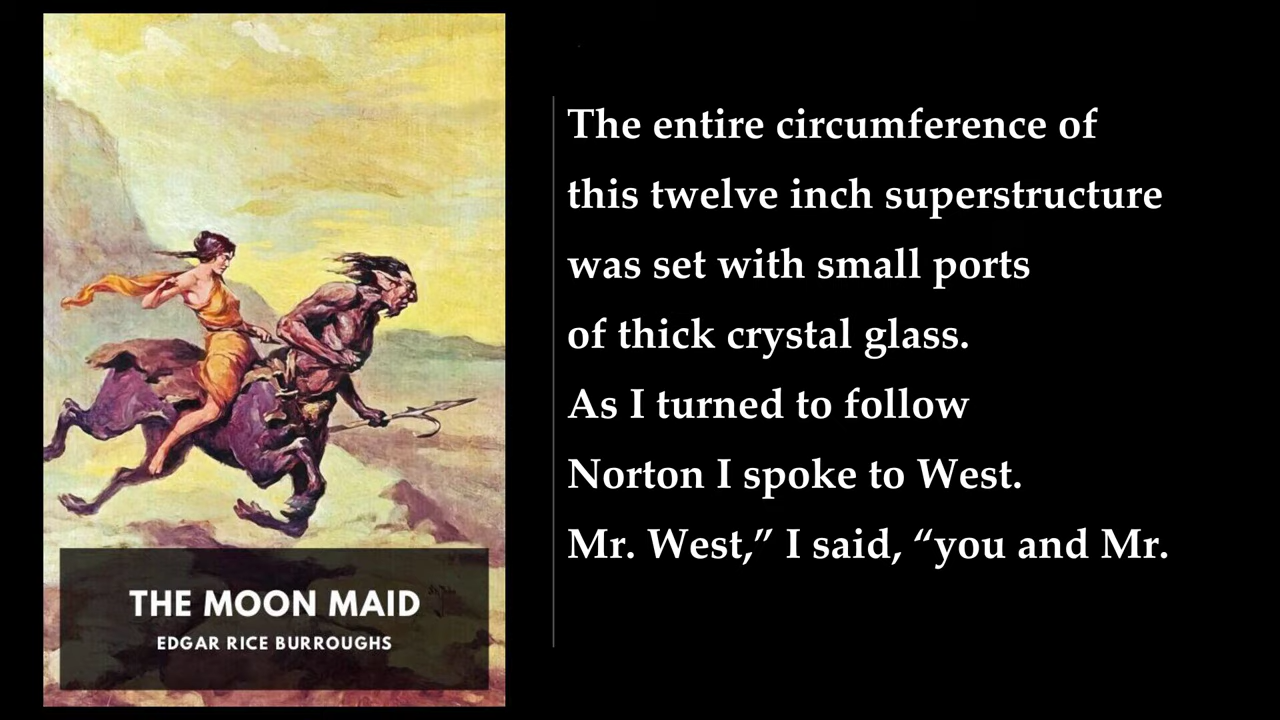 THE MOON MAID
EDGAR RICE BURROUGHS
The entire circumference of
this twelve inch superstructure
was set with small ports
of thick crystal glass.
As I turned to follow
Norton I spoke to West.
Mr. West,” I said, “you and Mr.